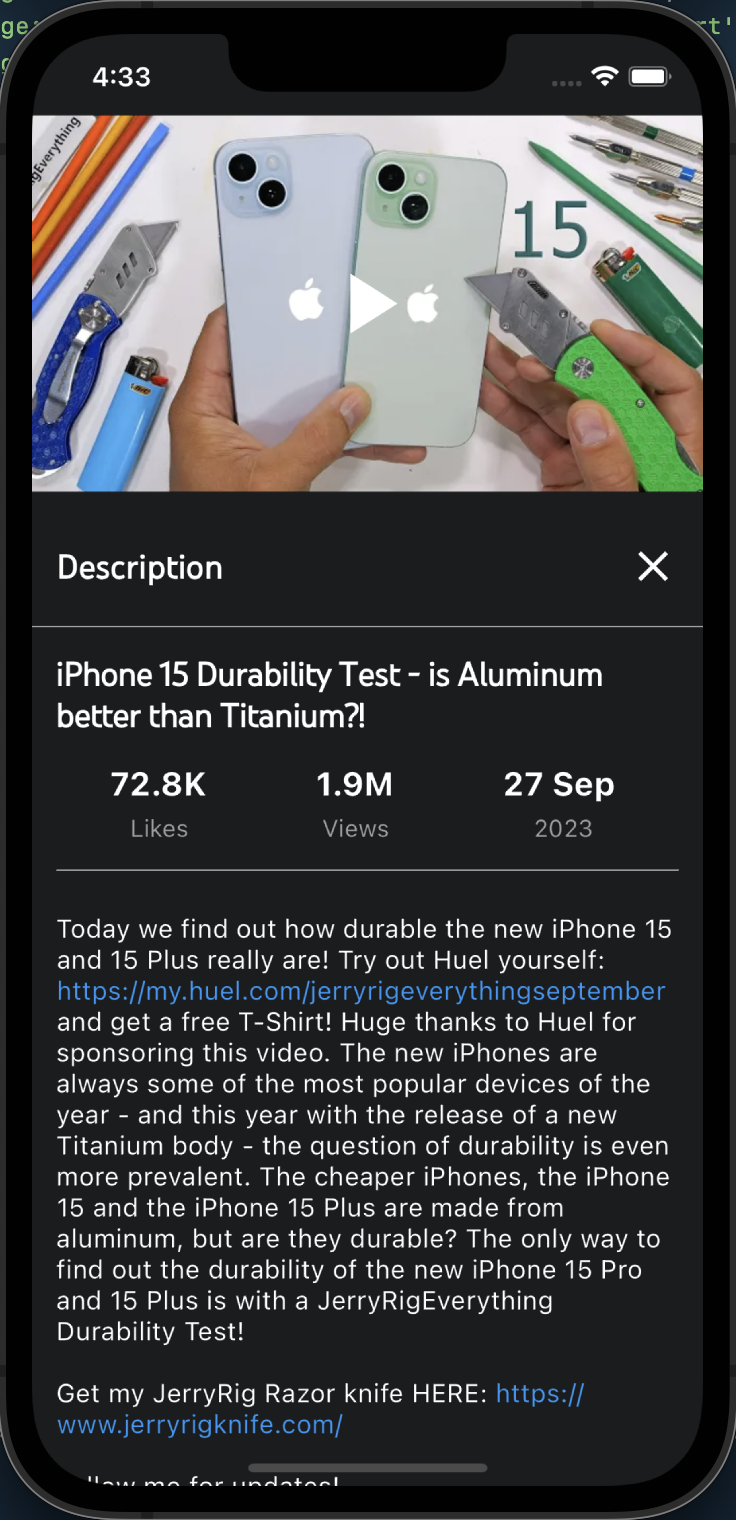 ge
rt'
g
4:33
igEverything
15
BIC
BIC
Description
iPhone 15 Durability Test - is Aluminum
better than Titanium?!
72.8K 1.9M 27 Sep
Likes Views 2023
Today we find out how durable the new iPhone 15
and 15 Plus really are! Try out Huel yourself:
https://my.huel.com/jerryrigeverythingseptember
and get a free T-Shirt! Huge thanks to Huel for
sponsoring this video. The new iPhones are
always some of the most popular devices of the
year - and this year with the release of a new
Titanium body - the question of durability is even
more prevalent. The cheaper iPhones, the iPhone
15 and the iPhone 15 Plus are made from
aluminum, but are they durable? The only way to
find out the durability of the new iPhone 15 Pro
and 15 Plus is with a JerryRigEverything
Durability Test!
Get my JerryRig Razor knife HERE: https://
www.jerryrigknife.com/
llow me for updates!